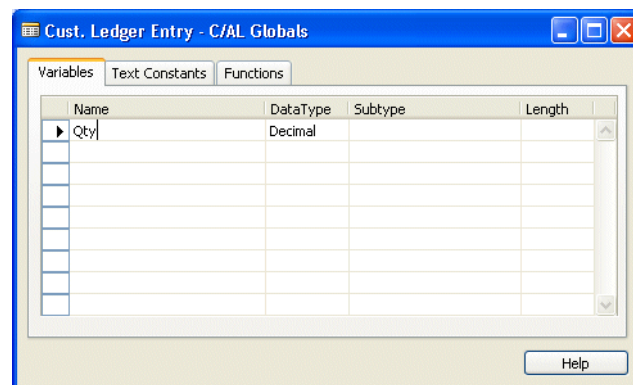 Cust. Ledger Entry - C/AL Globals
Variables Text Constants Functions
Name DataType Subtype Length
Qty Decimal
Help